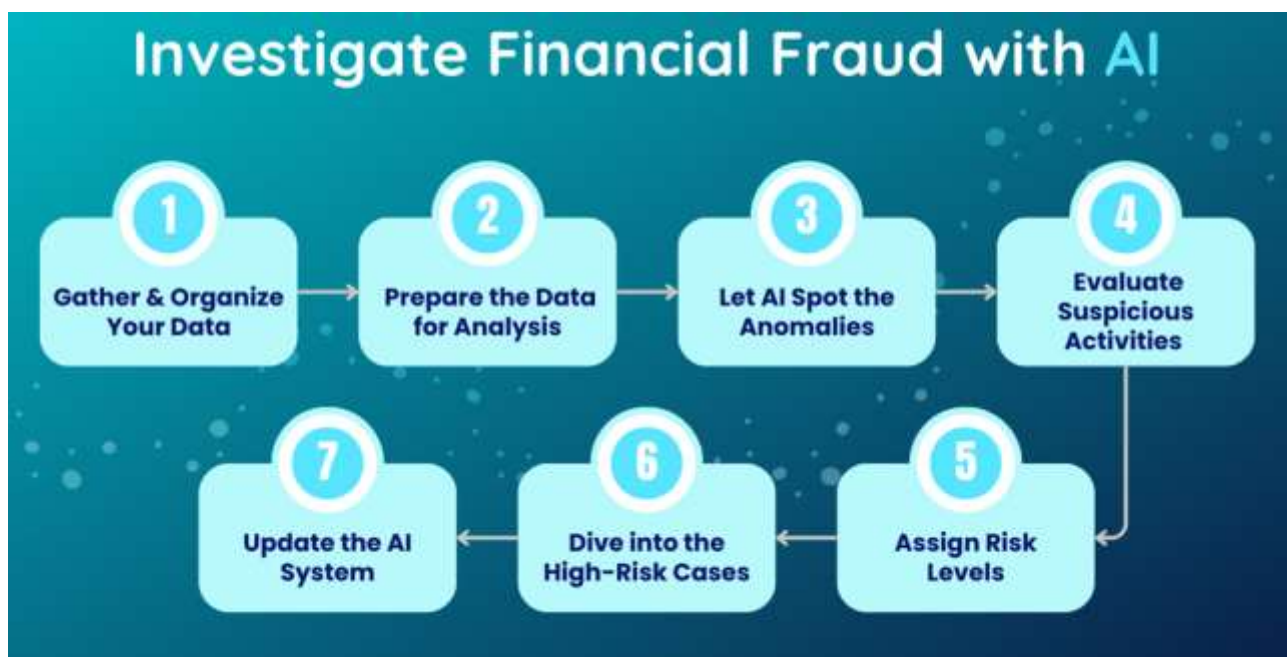 Investigate Financial Fraud with AI
1
Gather & Organize
Your Data
2
Prepare the Data
for Analysis
3
Let AI Spot the
Anomalies
4
Evaluate
Suspicious
Activities
5
Assign Risk
Levels
6
Dive into the
High-Risk Cases
7
Update the AI
System